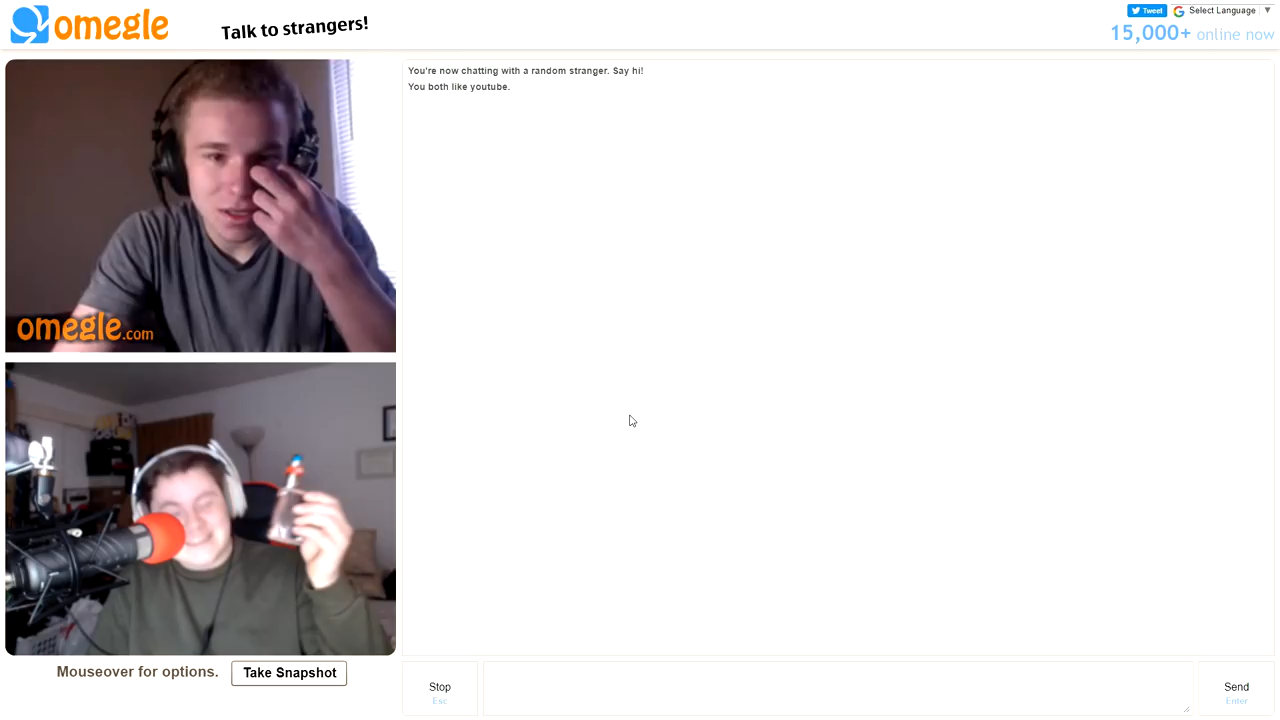 omegle
Talk to strangers!
Tweet
Select Language ▼
15,000+ online now
omegle.com
You're now chatting with a random stranger. Say hi!
You both like youtube.
Mouseover for options.
Take Snapshot
Stop
Esc
Send
Enter